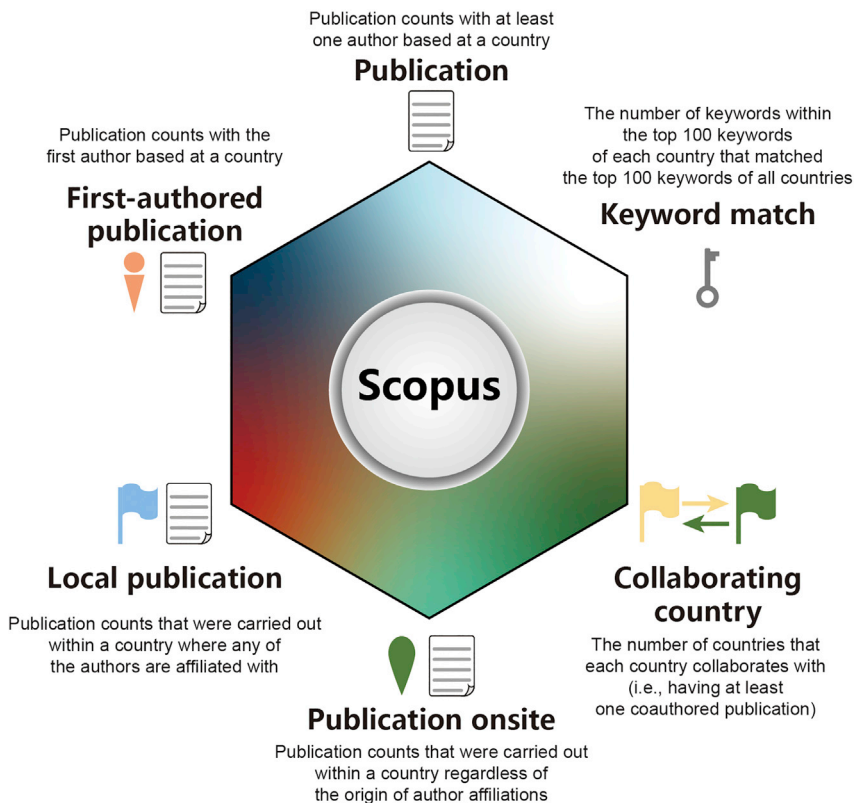 Publication counts with at least
one author based at a country
Publication
Publication counts with the
first author based at a country
First-authored
publication
The number of keywords within
the top 100 keywords
of each country that matched
the top 100 keywords of all countries
Keyword match
Scopus
Local publication
Publication counts that were carried out
within a country where any of
the authors are affiliated with
Collaborating
country
The number of countries that
each country collaborates with
(i.e., having at least
one coauthored publication)
Publication onsite
Publication counts that were carried out
within a country regardless of
the origin of author affiliations